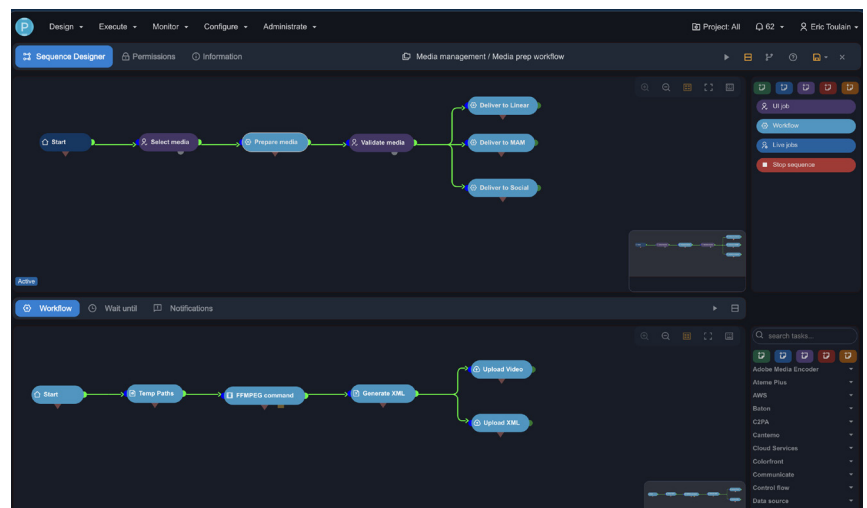 P Design Execute Monitor Configure Administrate Project: All 62 Eric Toulain
Sequence Designer Permissions Information Media management / Media prep workflow
Start
Select media
Prepare media
Validate media
Deliver to Linear
Deliver to MAM
Deliver to Social
UI job
Workflow
Live jobs
Stop sequence
Active
Workflow Wait until Notifications
Start
Temp Paths
FFMPEG command
Generate XML
Upload Video
Upload XML
search tasks...
Adobe Media Encoder
Ateme Plus
AWS
Baton
C2PA
Cantemo
Cloud Services
Colorfront
Communicate
Control flow
Data source